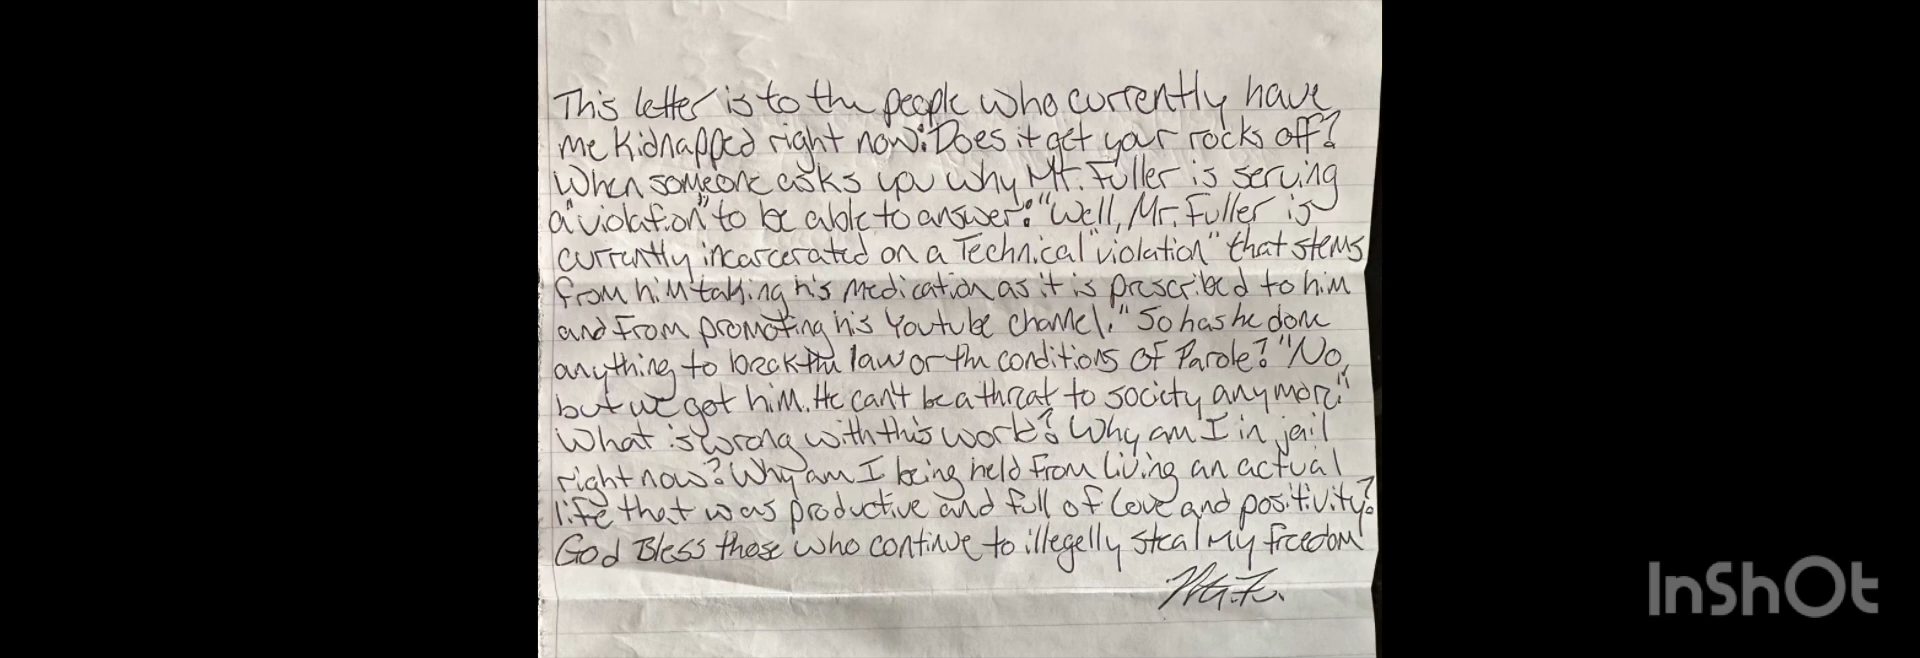 This letter is to the people who currently have
me kidnapped right now: Does it get your rocks off?
When someone asks you why Mr. Fuller is serving
a "violation" to be able to answer: "Well, Mr. Fuller is
currently incarcerated on a Technical "violation" that stems
from him taking his medication as it is prescribed to him
and from promoting his Youtube channel." So has he done
anything to break the law or the conditions of Parole? "No,
but we got him. He can't be a threat to society anymore."
What is wrong with this world? Why am I in jail
right now? Why am I being held from living an actual
life that was productive and full of love and positivity?
God Bless those who continue to illegelly steal my freedom
Mr. F.
InShOt